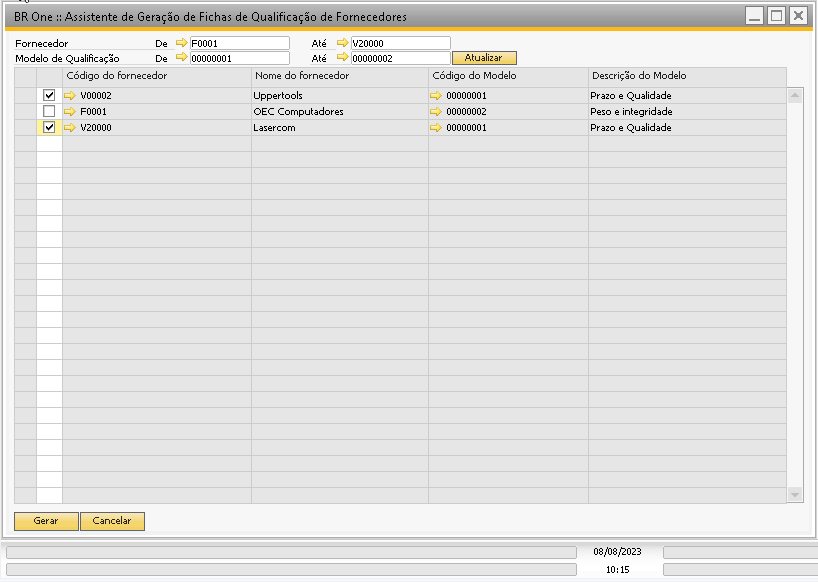 BR One :: Assistente de Geração de Fichas de Qualificação de Fornecedores
Fornecedor De F0001 Até V20000
Modelo de Qualificação De 00000001 Até 00000002 Atualizar
Código do fornecedor Nome do fornecedor Código do Modelo Descrição do Modelo
V00002 Uppertools 00000001 Prazo e Qualidade
F0001 OEC Computadores 00000002 Peso e integridade
V20000 Lasercom 00000001 Prazo e Qualidade
Gerar Cancelar
08/08/2023
10:15